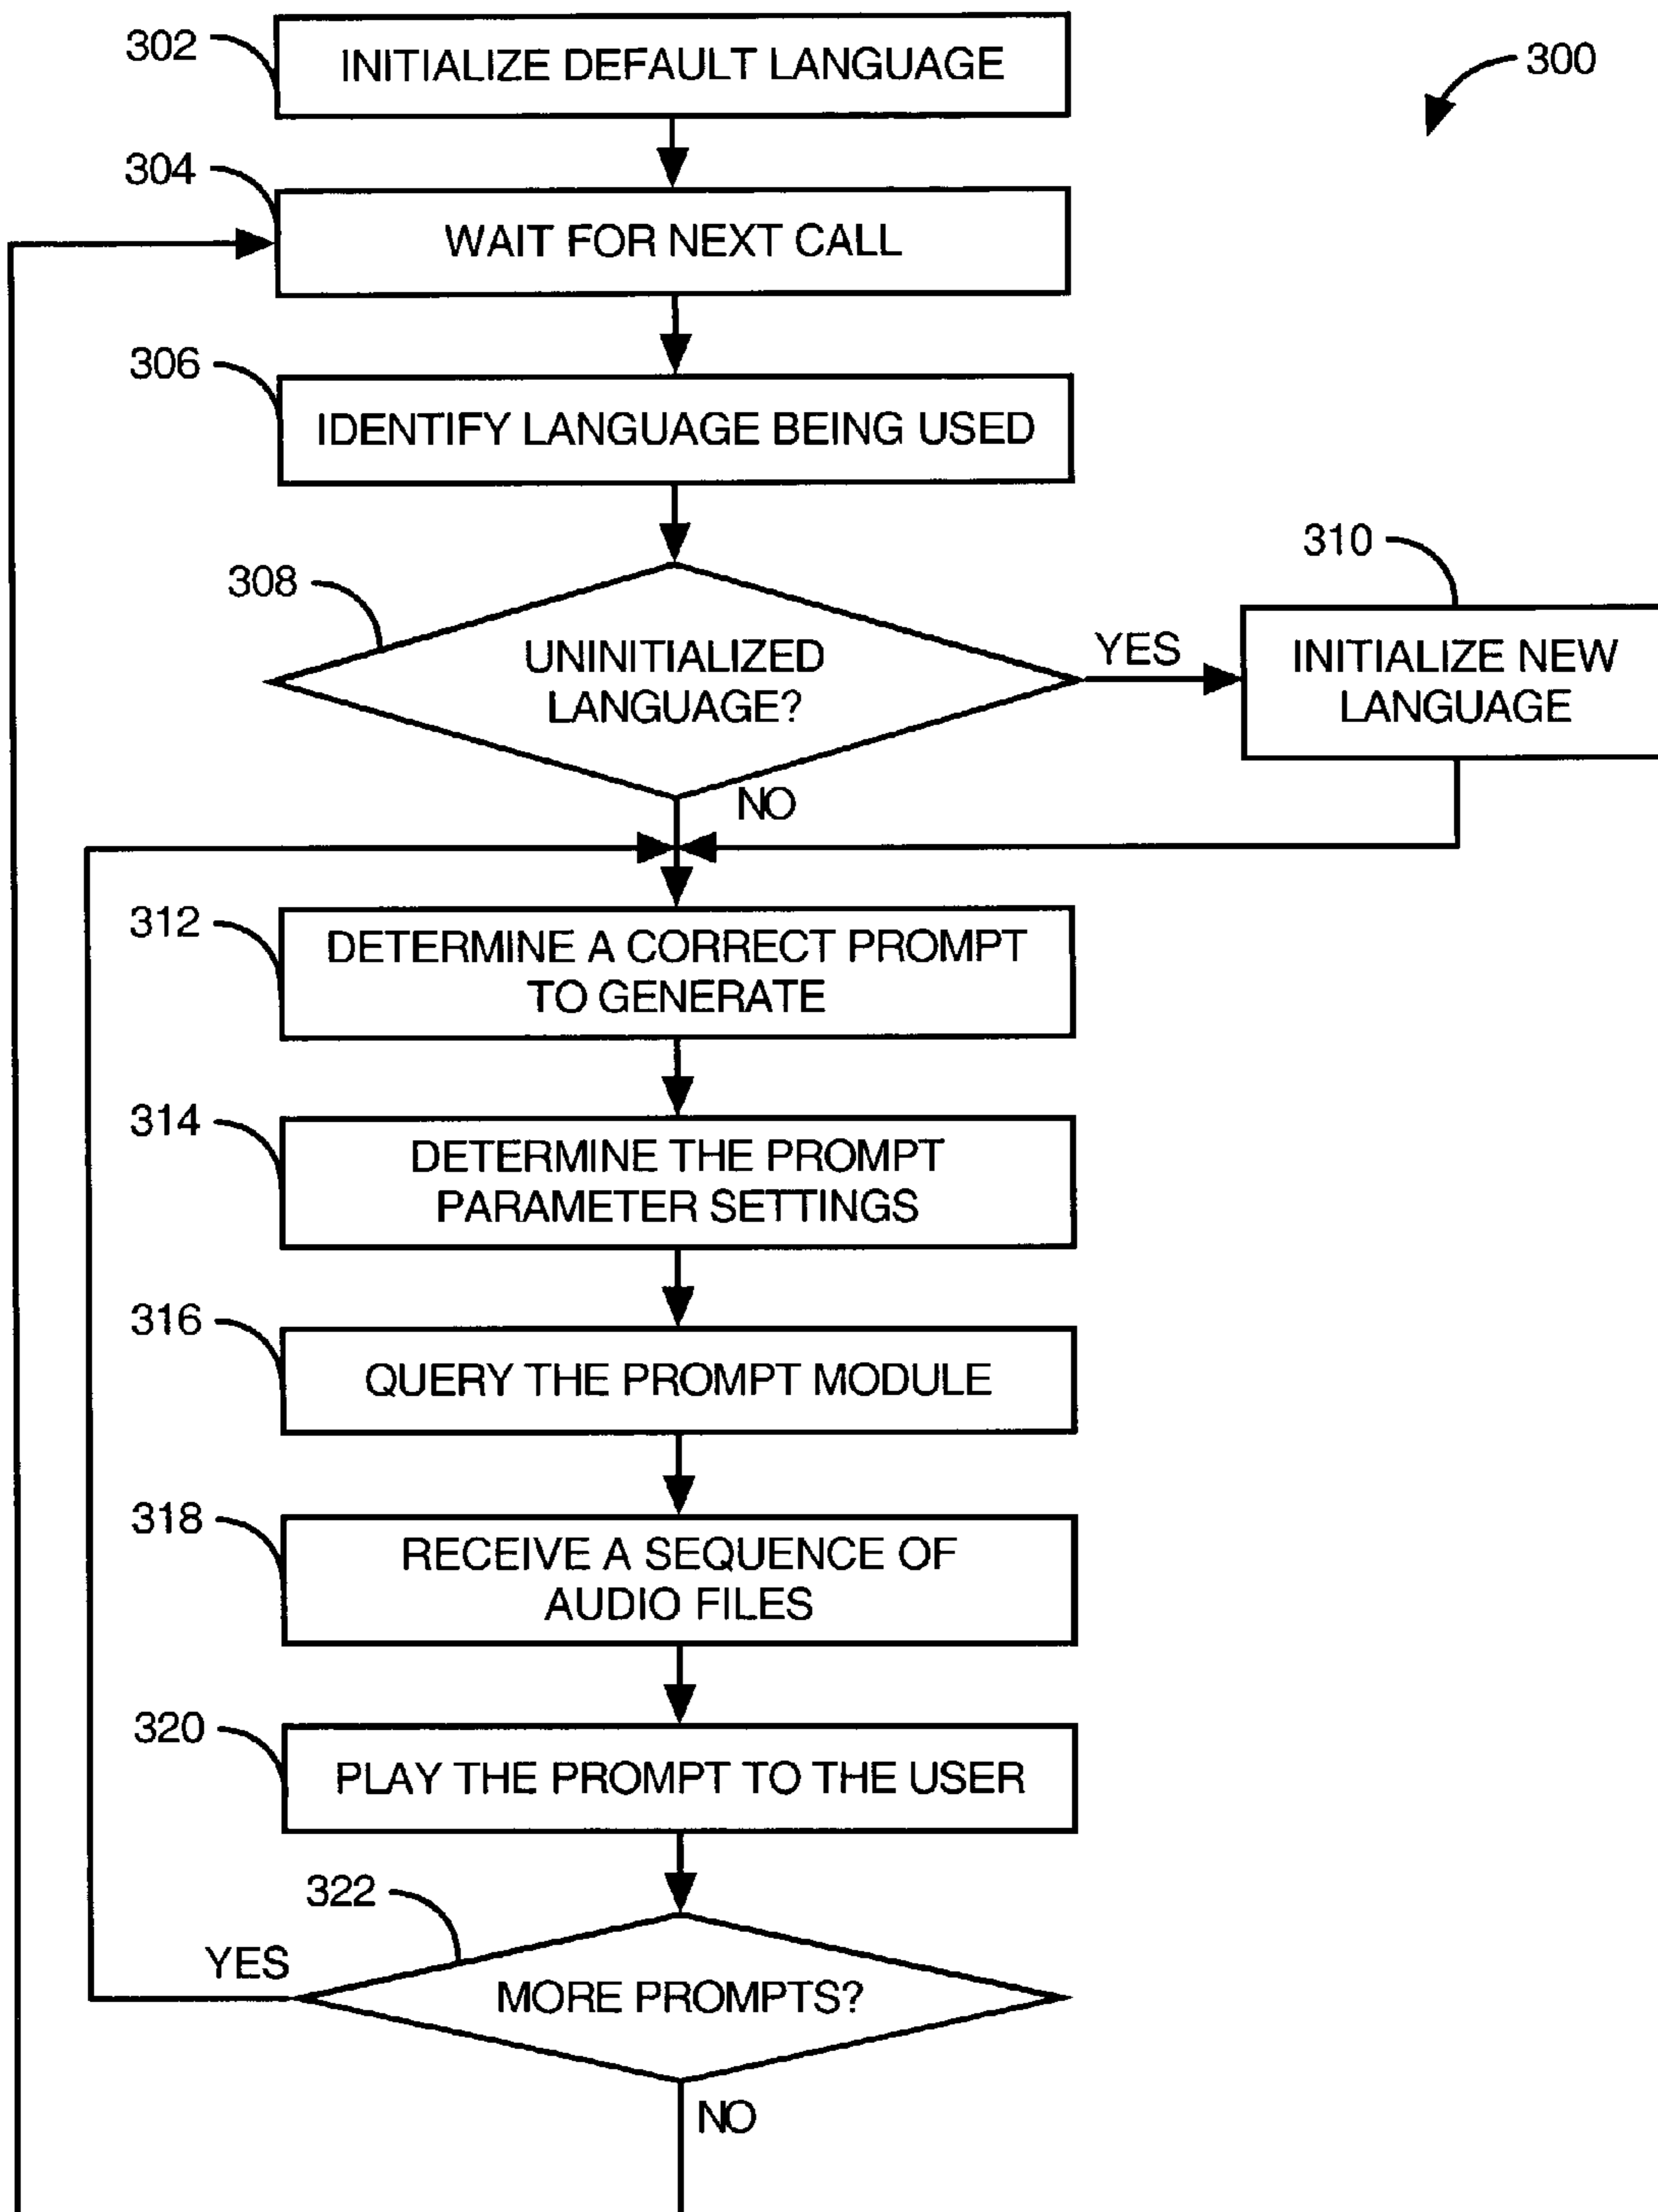 302
INITIALIZE DEFAULT LANGUAGE
300
304
WAIT FOR NEXT CALL
306
IDENTIFY LANGUAGE BEING USED
308
UNINITIALIZED
LANGUAGE?
YES
310
INITIALIZE NEW
LANGUAGE
NO
312
DETERMINE A CORRECT PROMPT
TO GENERATE
314
DETERMINE THE PROMPT
PARAMETER SETTINGS
316
QUERY THE PROMPT MODULE
318
RECEIVE A SEQUENCE OF
AUDIO FILES
320
PLAY THE PROMPT TO THE USER
322
YES
MORE PROMPTS?
NO